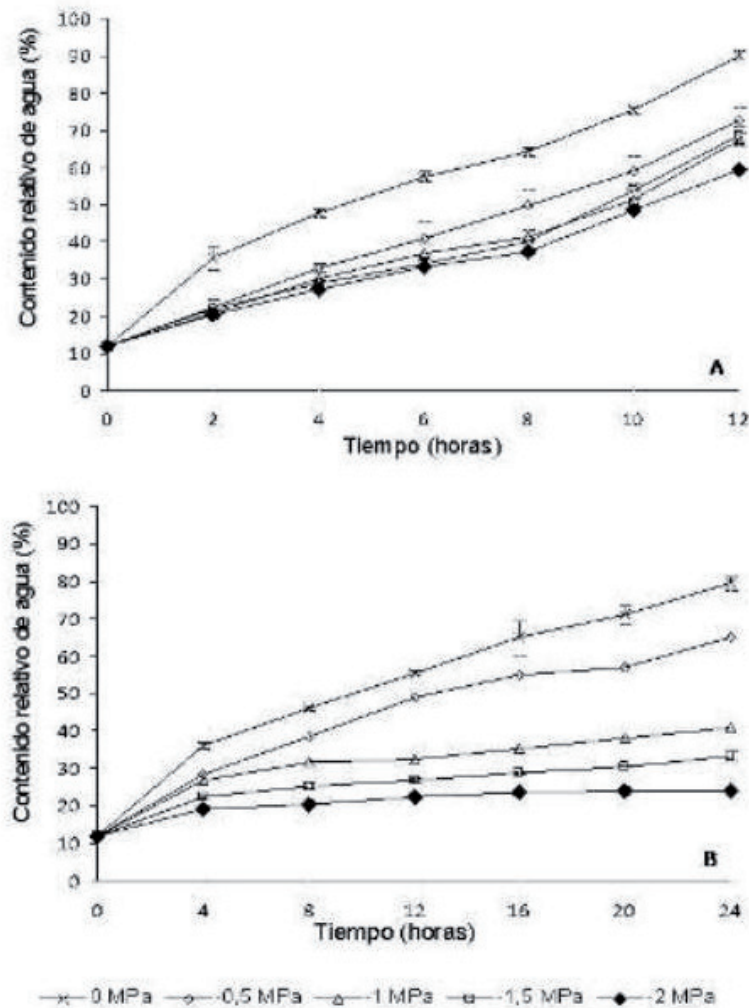 Contenido relativo de agua (%)
100
90
80
70
60
50
40
30
20
10
0
0 2 4 6 8 10 12
A
Tiempo (horas)
Contenido relativo de agua (%)
100
90
80
70
60
50
40
30
20
10
0
0 4 8 12 16 20 24
B
Tiempo (horas)
0 MPa -0,5 MPa -1 MPa -1,5 MPa -2 MPa